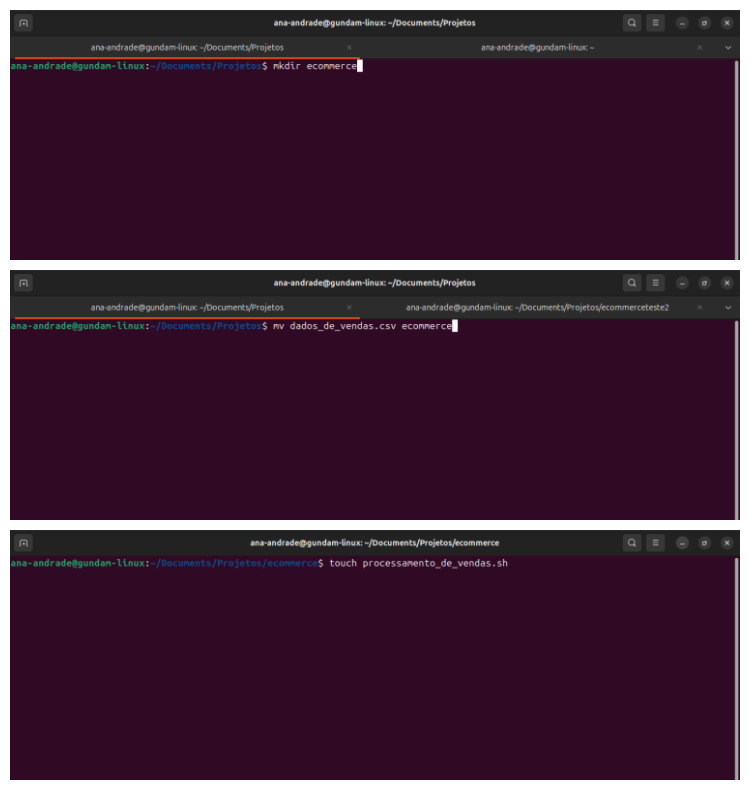 ana-andrade@gundam-linux: ~/Documents/Projetos
ana-andrade@gundam-linux: ~/Documents/Projetos
ana-andrade@gundam-linux: ~
ana-andrade@gundam-linux:~/Documents/Projetos$ mkdir ecommerce
ana-andrade@gundam-linux: ~/Documents/Projetos
ana-andrade@gundam-linux: ~/Documents/Projetos
ana-andrade@gundam-linux: ~/Documents/Projetos/ecommerceteste2
ana-andrade@gundam-linux:~/Documents/Projetos$ mv dados_de_vendas.csv ecommerce
ana-andrade@gundam-linux: ~/Documents/Projetos/ecommerce
ana-andrade@gundam-linux:~/Documents/Projetos/ecommerce$ touch processamento_de_vendas.sh